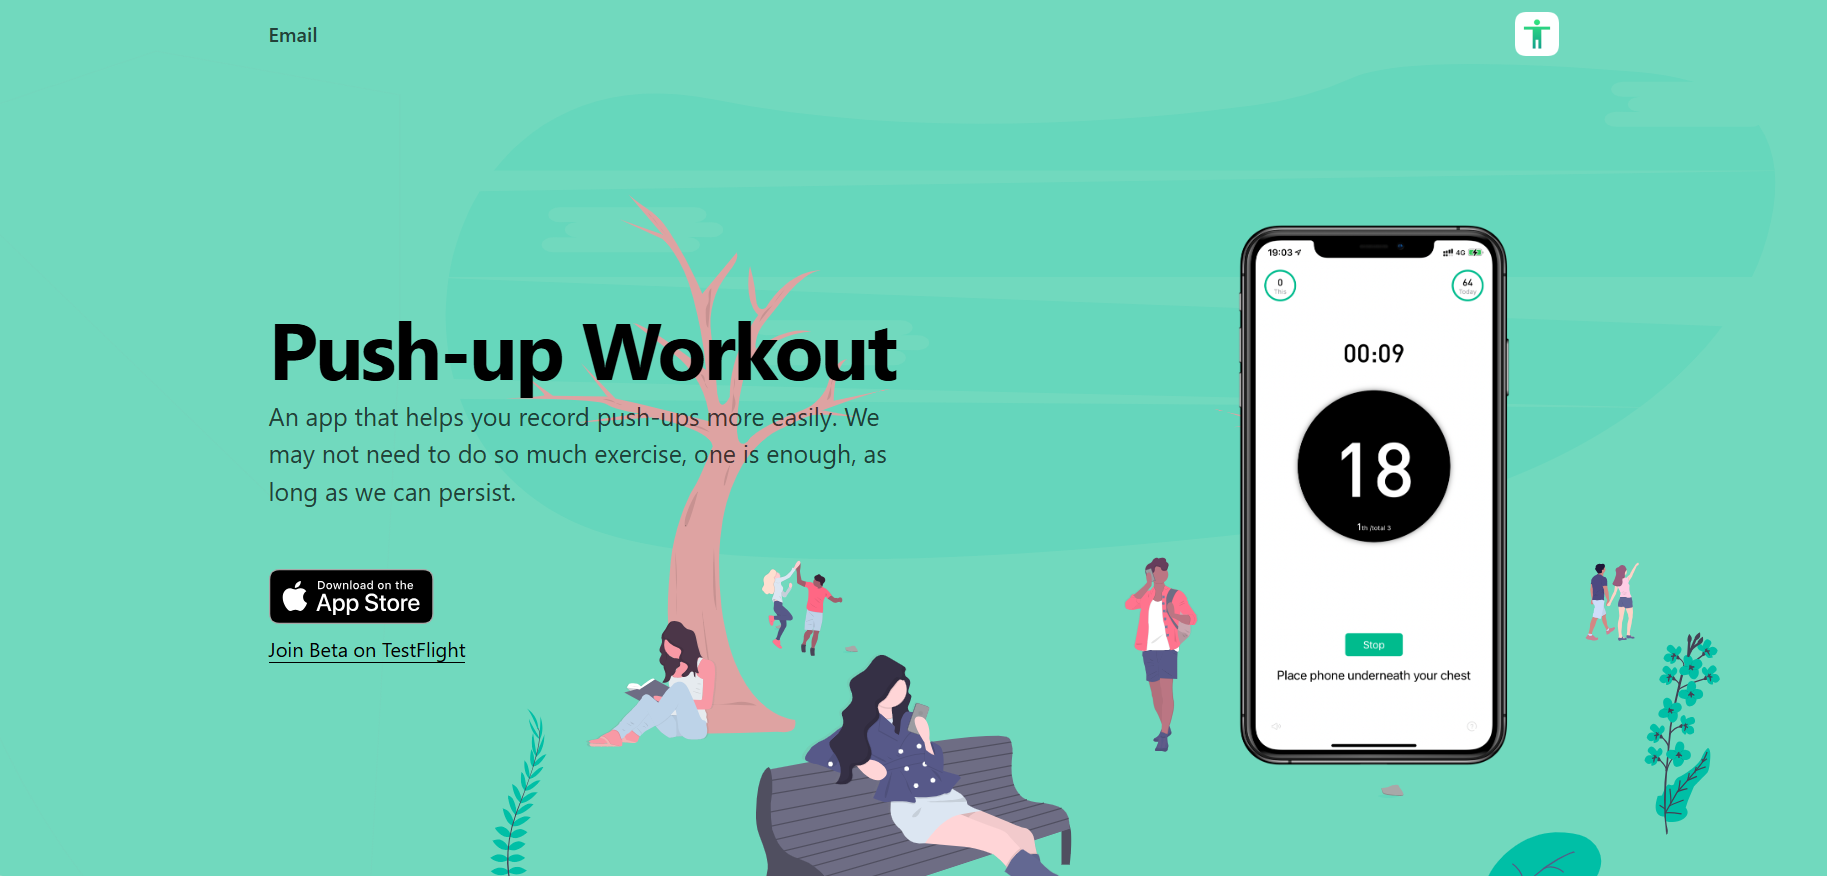 Email
Push-up Workout
An app that helps you record push-ups more easily. We
may not need to do so much exercise, one is enough, as
long as we can persist.
Download on the
App Store
Join Beta on TestFlight
19:03
4G
0
This
64
Today
00:09
18
1th /total 3
Stop
Place phone underneath your chest
?